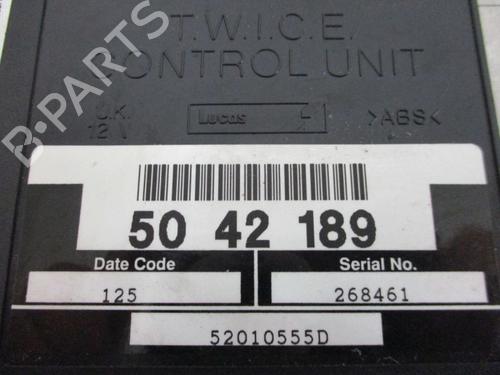 T.W.I.C.E.
CONTROL UNIT
U.K. Lucas >ABS<
12 V
B-PARTS
50 42 189
Date Code Serial No.
125 268461
52010555D